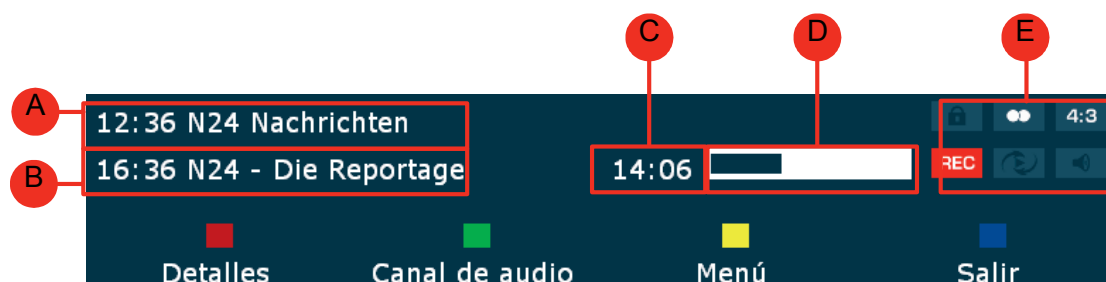 C D E
A
12:36 N24 Nachrichten
4:3
B
16:36 N24 - Die Reportage
14:06
REC
Detalles Canal de audio Menú Salir